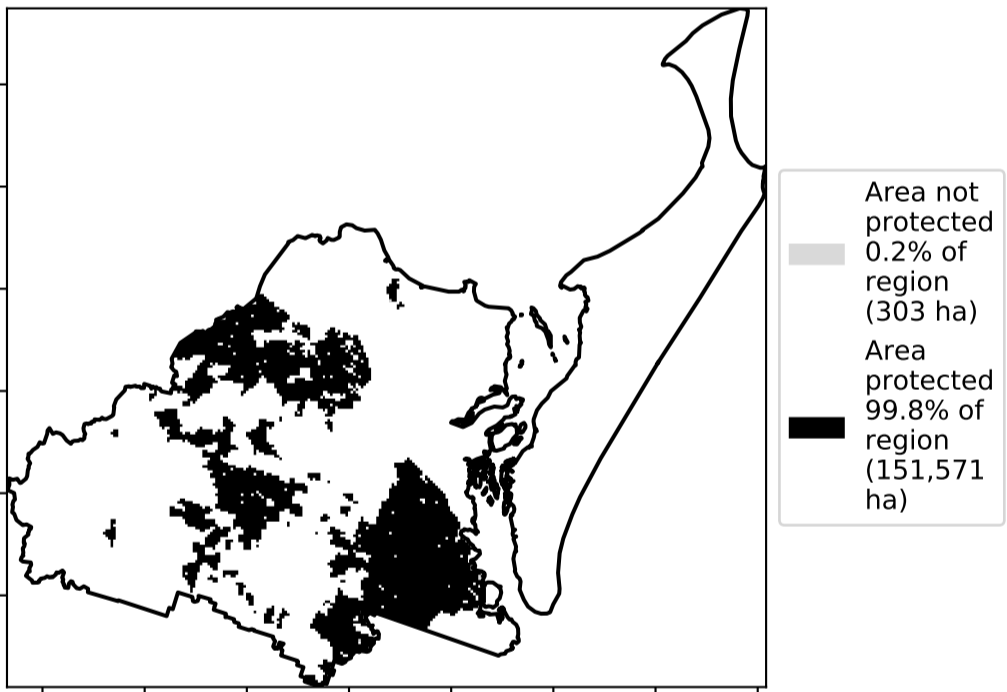 Area not
protected
0.2% of
region
(303 ha)
Area
protected
99.8% of
region
(151,571
ha)